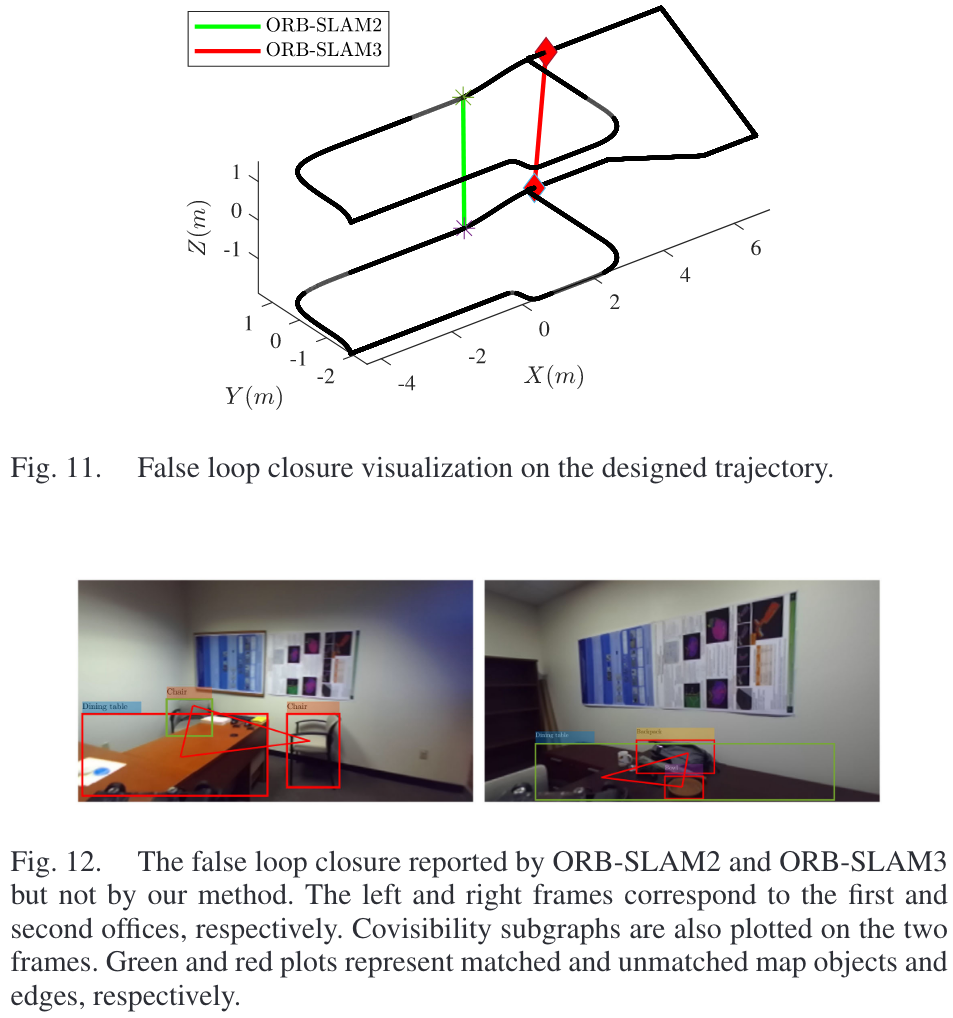 ORB-SLAM2
ORB-SLAM3
1
0
-1
Z(m)
1
0
-1
-2
Y(m)
-4
-2
0
2
4
6
X(m)
Fig. 11. False loop closure visualization on the designed trajectory.
Chair
Dining table
Chair
Backpack
Dining table
Bowl
Fig. 12. The false loop closure reported by ORB-SLAM2 and ORB-SLAM3
but not by our method. The left and right frames correspond to the first and
second offices, respectively. Covisibility subgraphs are also plotted on the two
frames. Green and red plots represent matched and unmatched map objects and
edges, respectively.